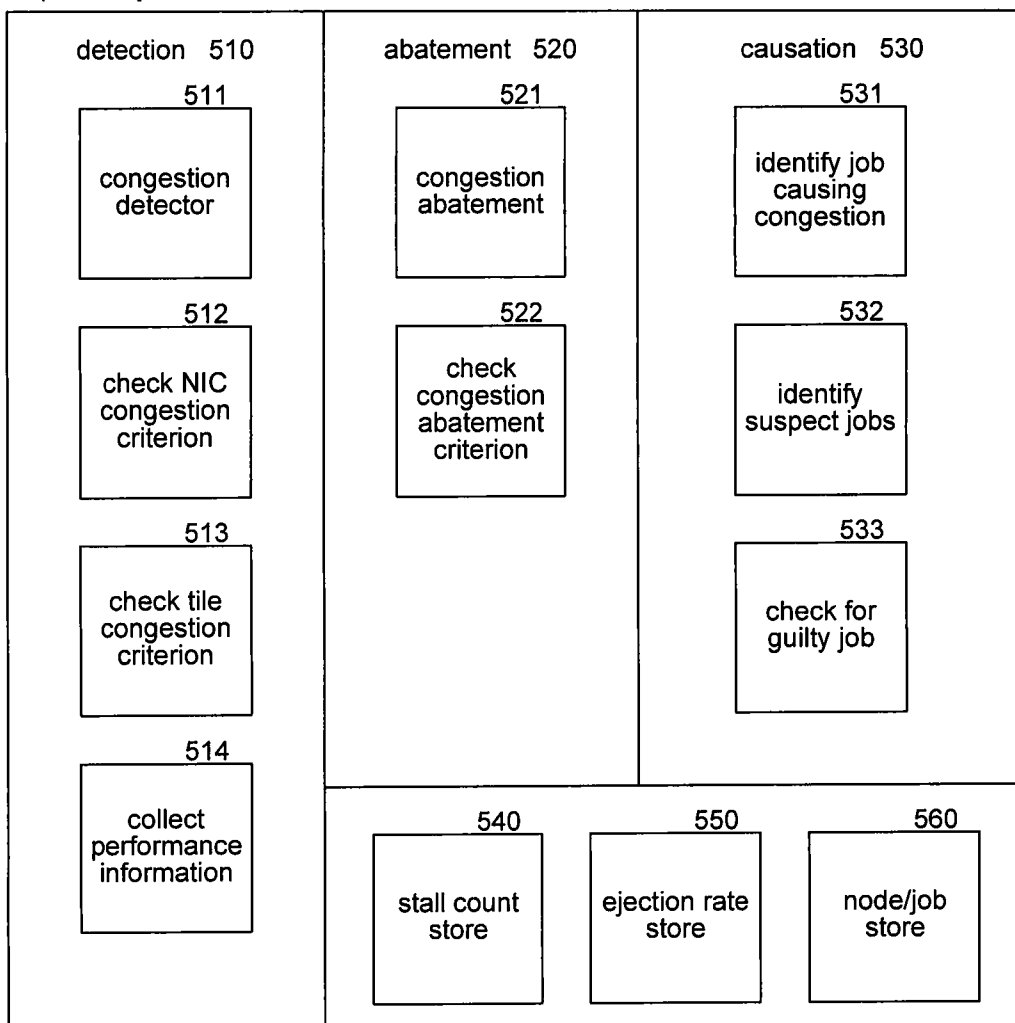 detection 510
511
congestion
detector
512
check NIC
congestion
criterion
513
check tile
congestion
criterion
514
collect
performance
information
abatement 520
521
congestion
abatement
522
check
congestion
abatement
criterion
causation 530
531
identify job
causing
congestion
532
identify
suspect jobs
533
check for
guilty job
540
stall count
store
550
ejection rate
store
560
node/job
store